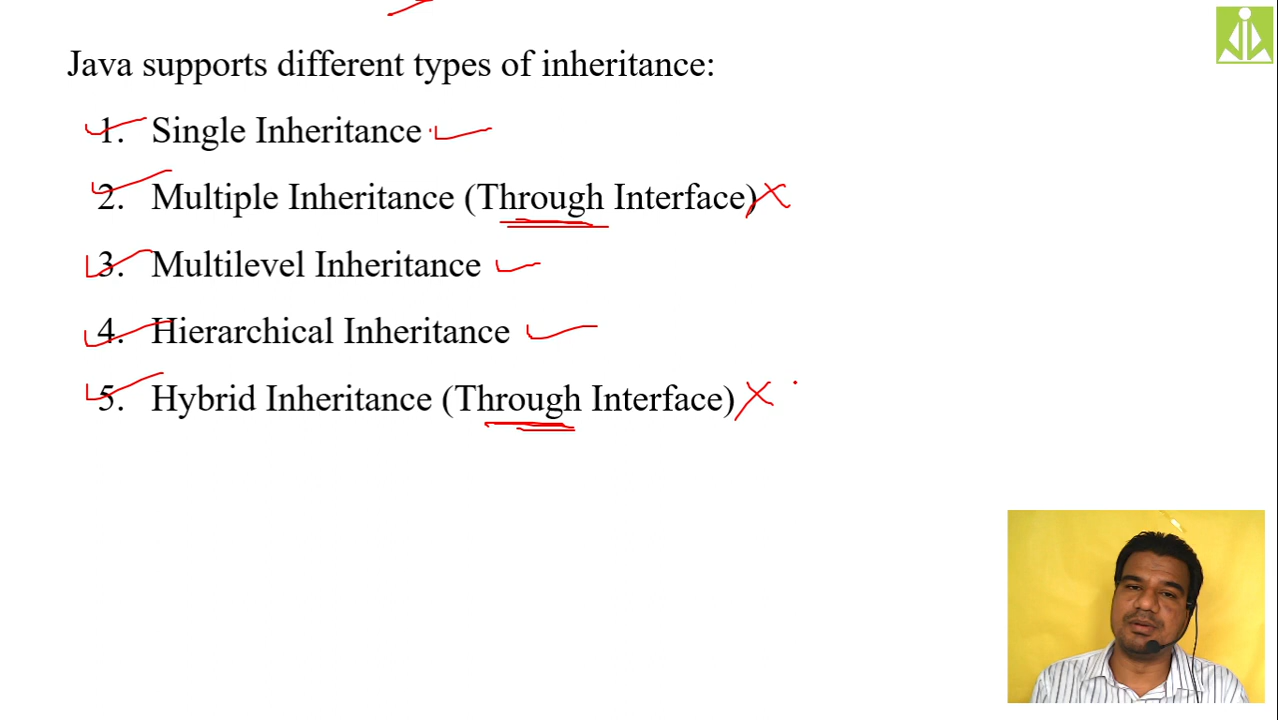 Java supports different types of inheritance:
1. Single Inheritance
2. Multiple Inheritance (Through Interface)
3. Multilevel Inheritance
4. Hierarchical Inheritance
5. Hybrid Inheritance (Through Interface)